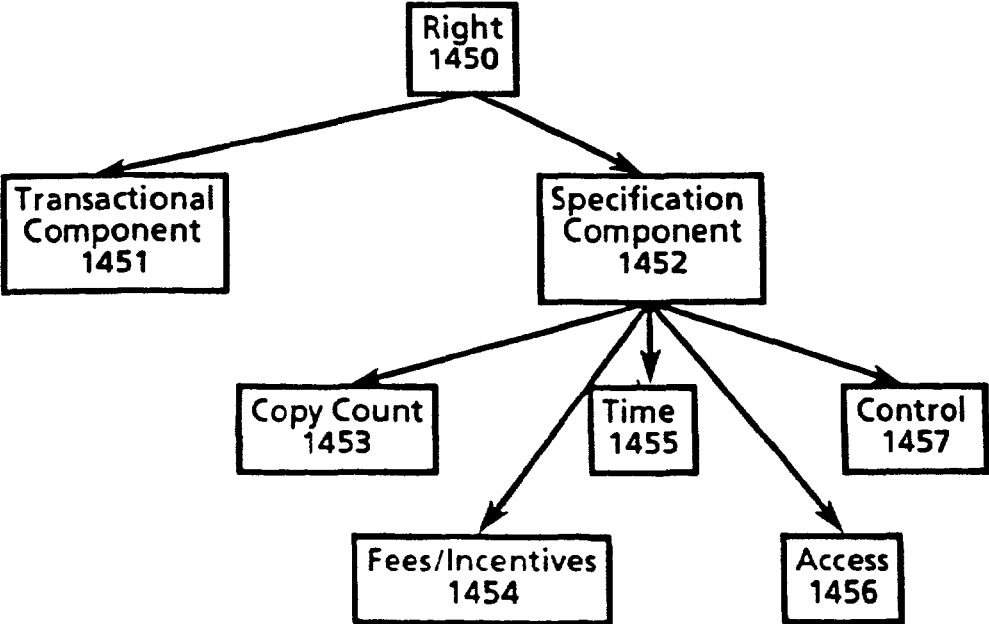 Right
1450
Transactional
Component
1451
Specification
Component
1452
Copy Count
1453
Time
1455
Control
1457
Fees/Incentives
1454
Access
1456